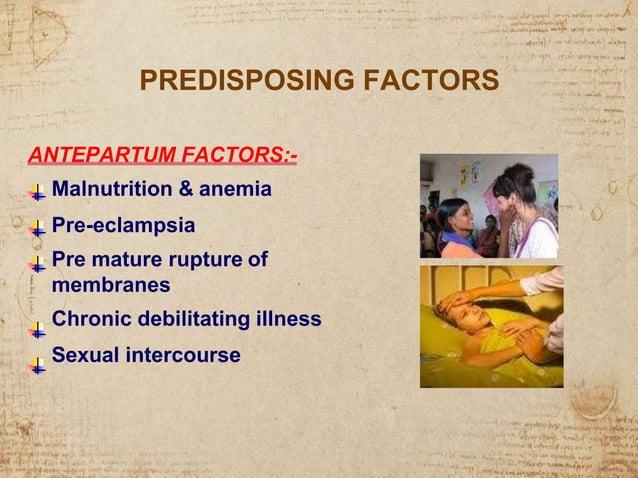 PREDISPOSING FACTORS
ANTEPARTUM FACTORS:-
Malnutrition & anemia
Pre-eclampsia
Pre mature rupture of
membranes
Chronic debilitating illness
Sexual intercourse